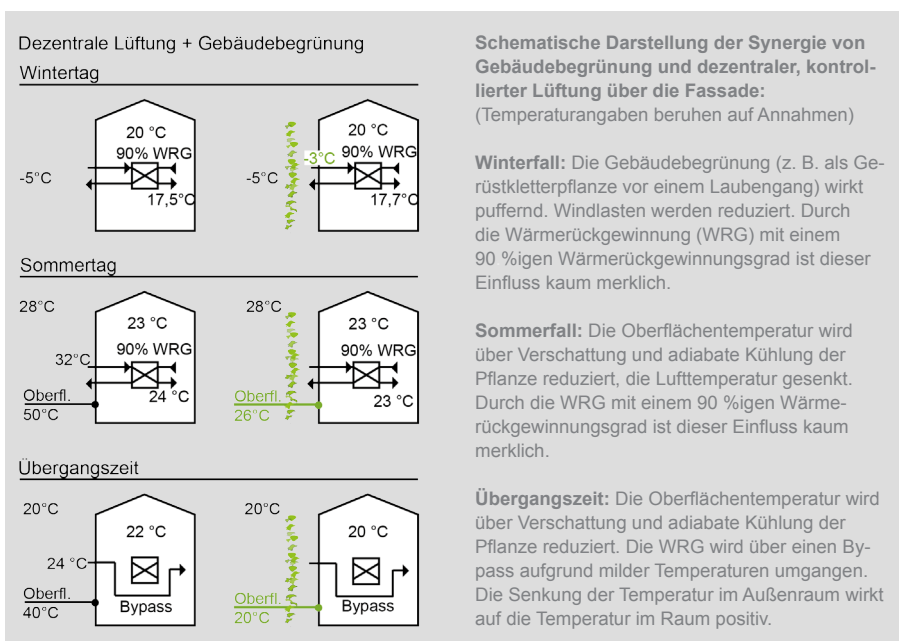 Dezentrale Lüftung + Gebäudebegrünung
Wintertag
20 °C
90% WRG
-5°C
17,5°C
20 °C
-3°C
90% WRG
-5°C
17,7°C
Sommertag
28°C
23 °C
90% WRG
32°C
24 °C
Oberfl.
50°C
28°C
23 °C
90% WRG
23 °C
Oberfl.
26°C
Übergangszeit
20°C
22 °C
24 °C
Oberfl.
40°C
Bypass
20°C
20 °C
Oberfl.
20°C
Bypass
Schematische Darstellung der Synergie von
Gebäudebegrünung und dezentraler, kontrol-
lierter Lüftung über die Fassade:
(Temperaturangaben beruhen auf Annahmen)
Winterfall: Die Gebäudebegrünung (z. B. als Ge-
rüstkletterpflanze vor einem Laubengang) wirkt
puffernd. Windlasten werden reduziert. Durch
die Wärmerückgewinnung (WRG) mit einem
90 %igen Wärmerückgewinnungsgrad ist dieser
Einfluss kaum merklich.
Sommerfall: Die Oberflächentemperatur wird
über Verschattung und adiabate Kühlung der
Pflanze reduziert, die Lufttemperatur gesenkt.
Durch die WRG mit einem 90 %igen Wärme-
rückgewinnungsgrad ist dieser Einfluss kaum
merklich.
Übergangszeit: Die Oberflächentemperatur wird
über Verschattung und adiabate Kühlung der
Pflanze reduziert. Die WRG wird über einen By-
pass aufgrund milder Temperaturen umgangen.
Die Senkung der Temperatur im Außenraum wirkt
auf die Temperatur im Raum positiv.